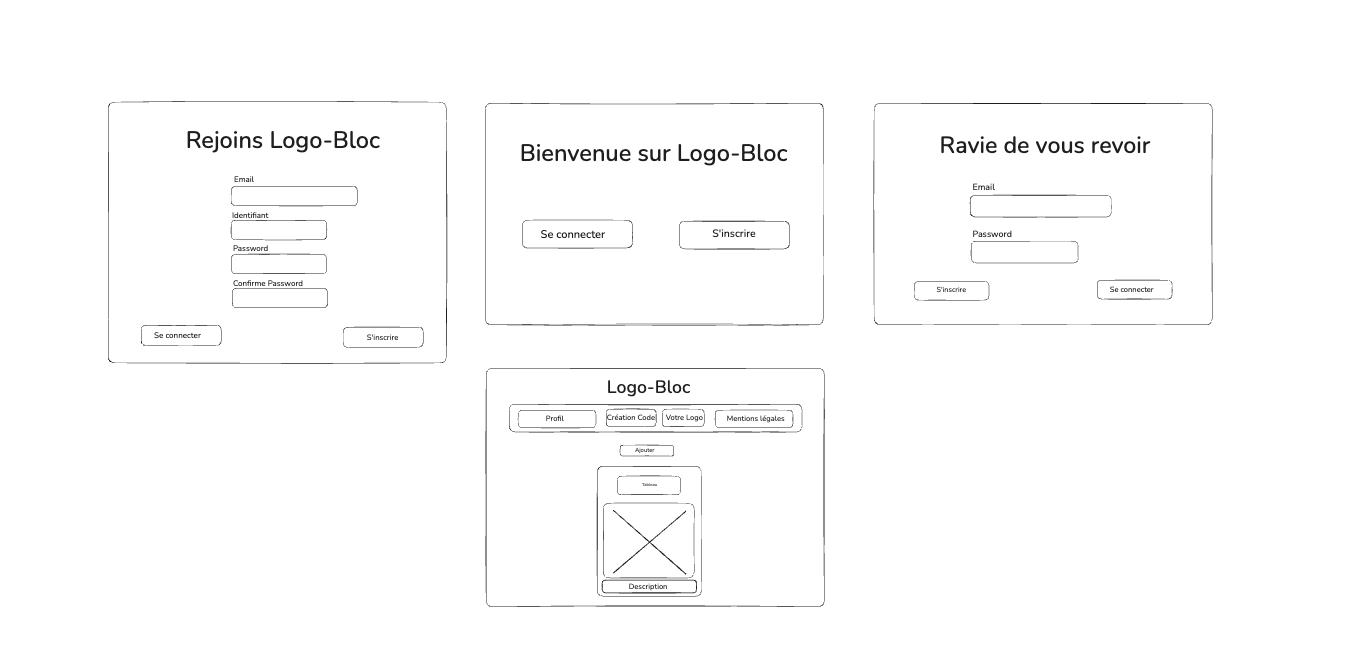 Rejoins Logo-Bloc
Email
Identifiant
Password
Confirme Password
Se connecter
S'inscrire
Bienvenue sur Logo-Bloc
Se connecter
S'inscrire
Ravie de vous revoir
Email
Password
S'inscrire
Se connecter
Logo-Bloc
Profil
Création Code
Votre Logo
Mentions légales
Ajouter
Tableau
Description